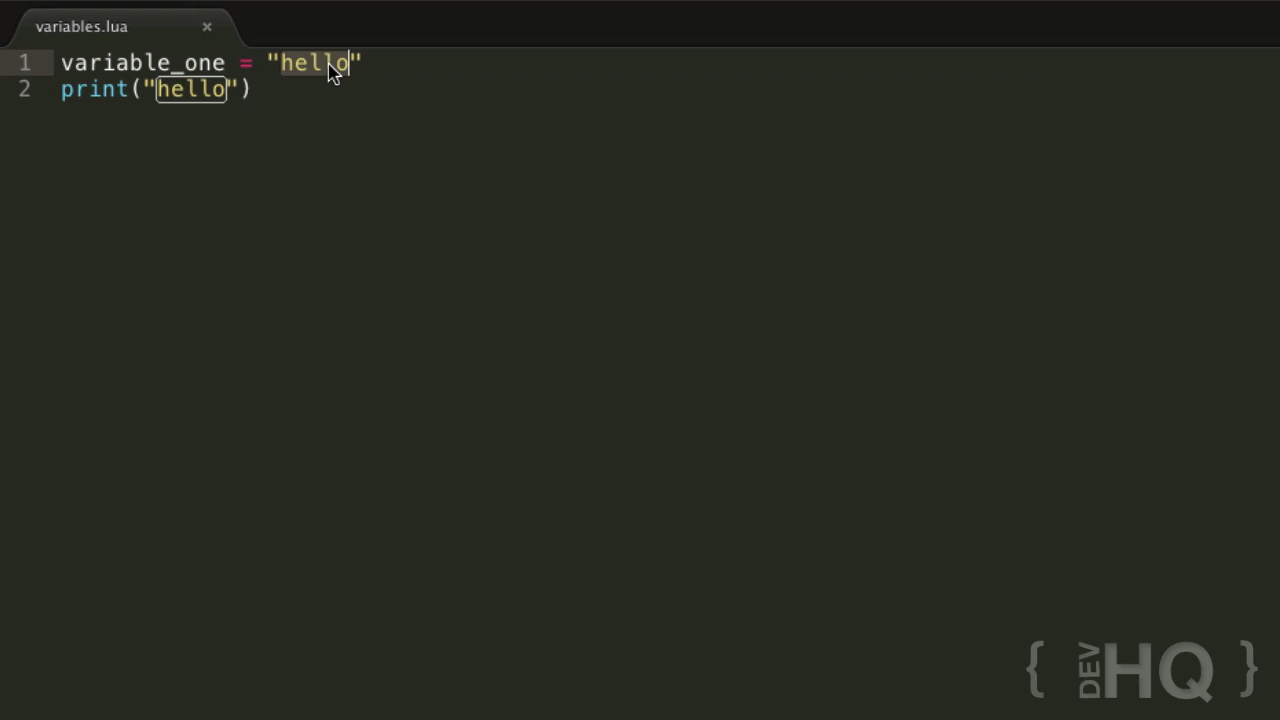 variables.lua ×
1 variable_one = "hello"
2 print("hello")
{ DEV HQ }